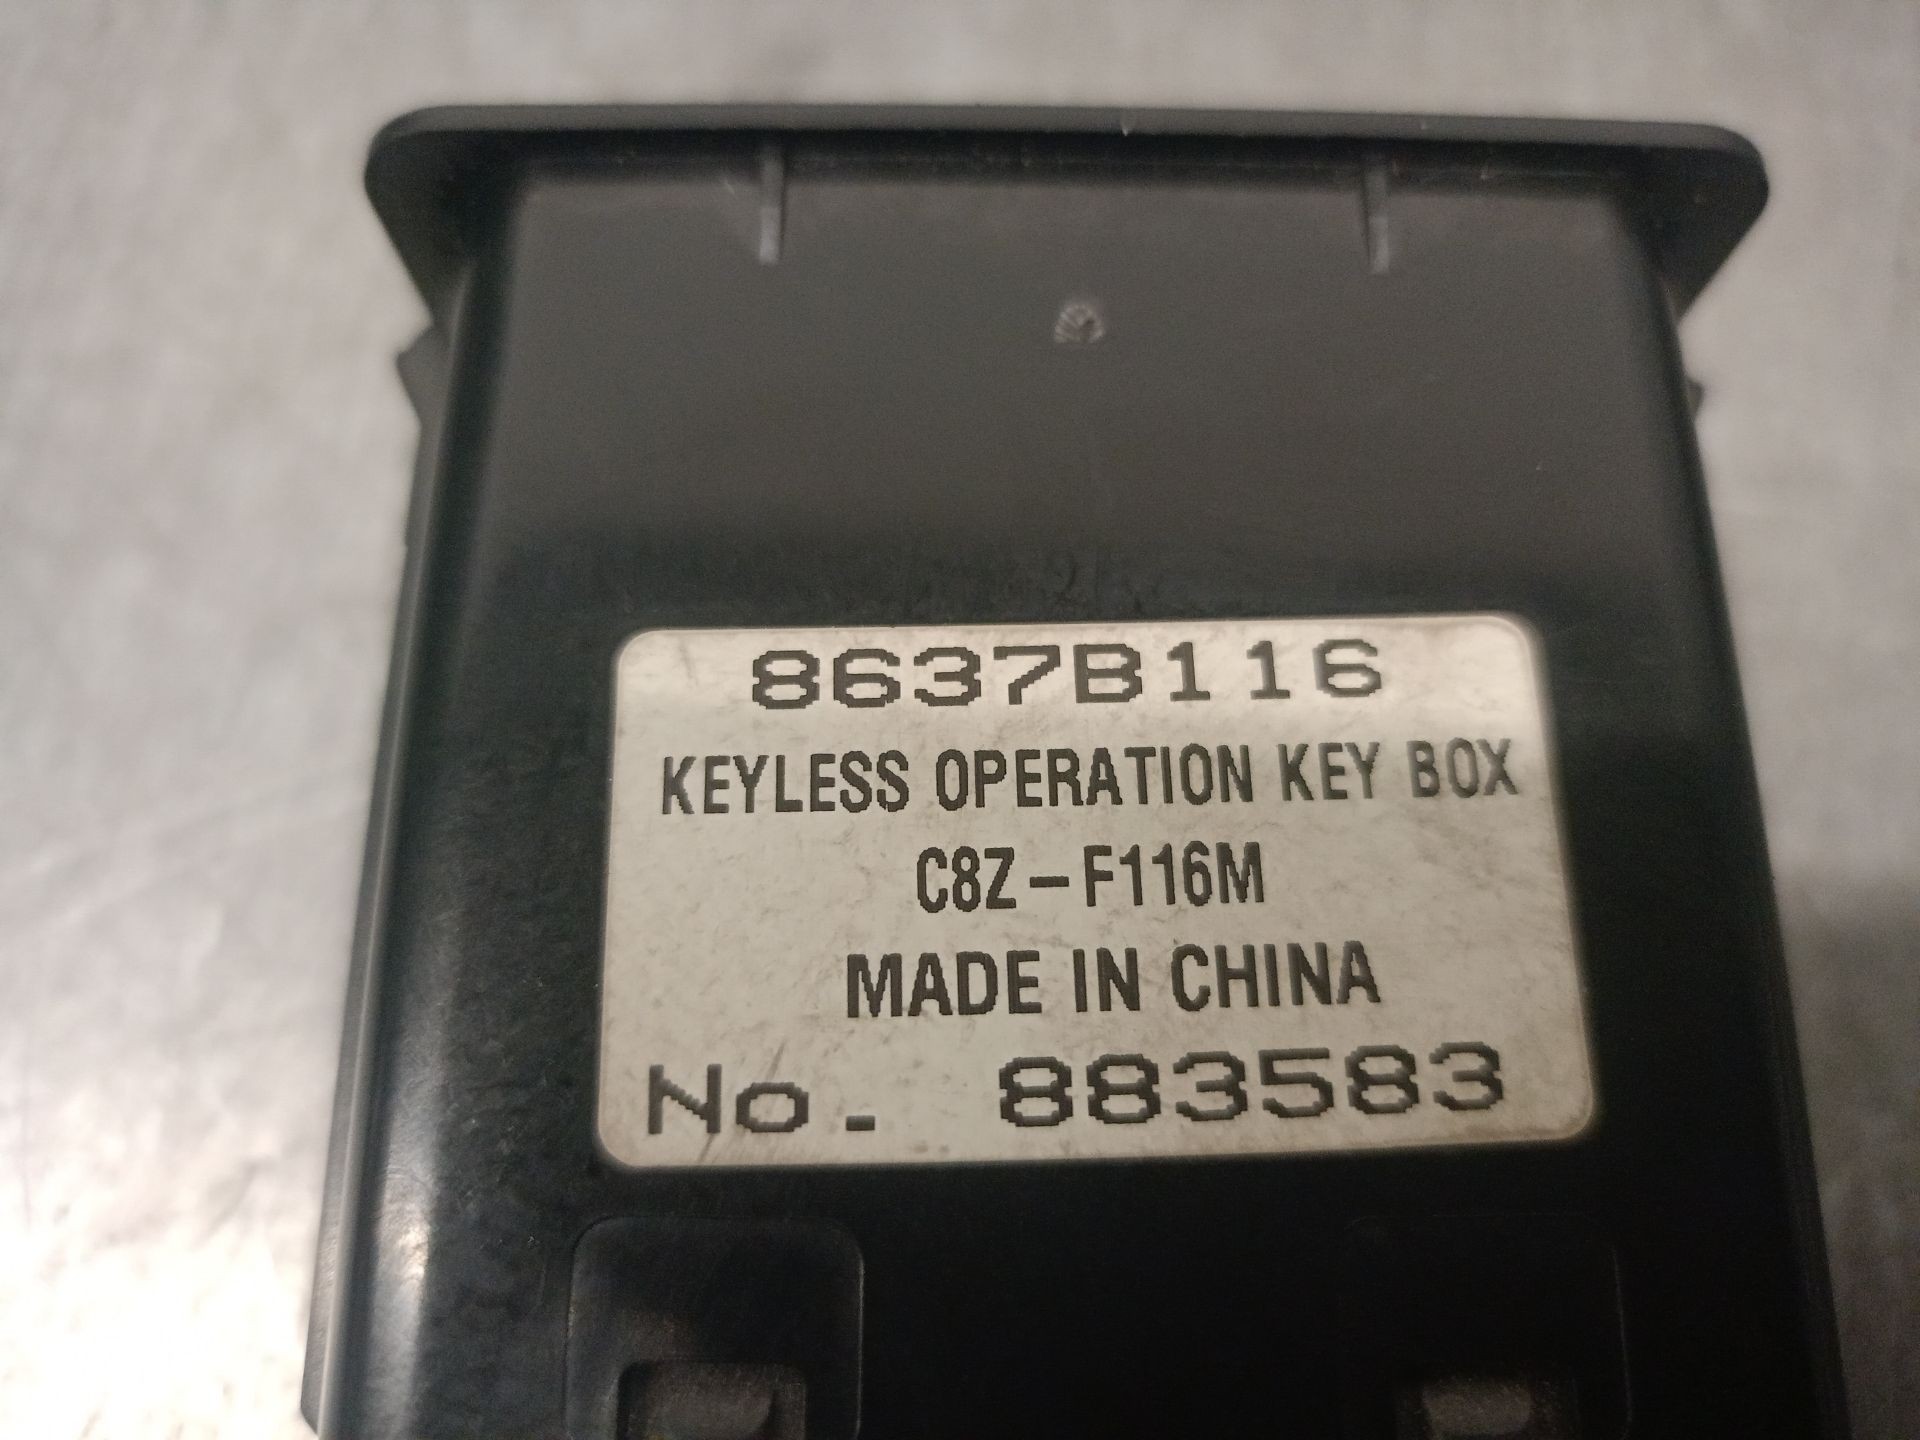 8637B116
KEYLESS OPERATION KEY BOX
C8Z-F116M
MADE IN CHINA
No. 883583